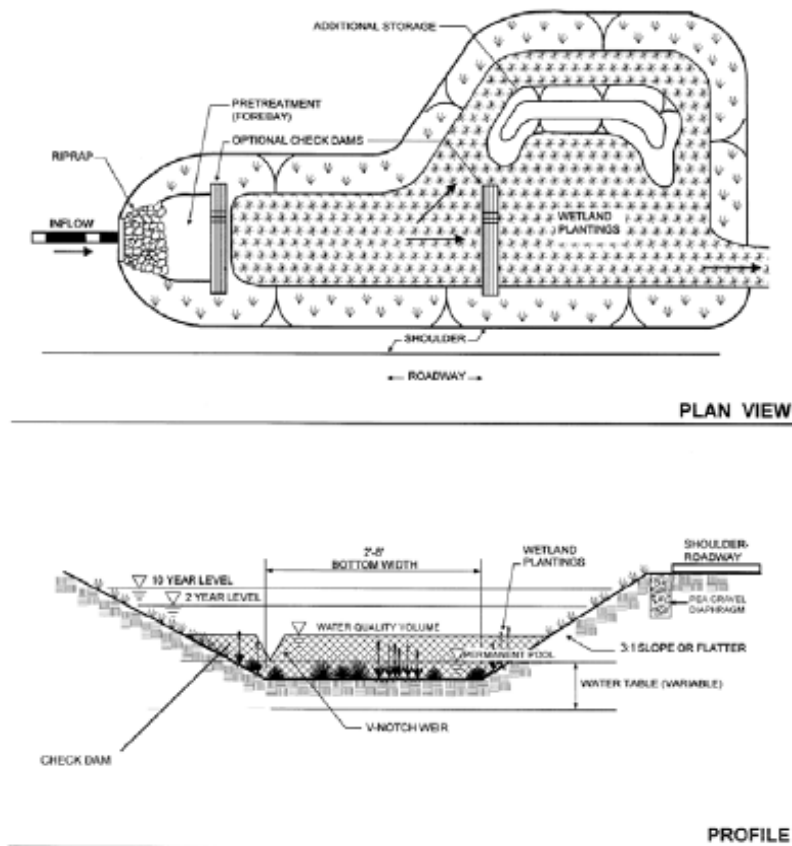 ADDITIONAL STORAGE
PRETREATMENT
(FOREBAY)
OPTIONAL CHECK DAMS
RIPRAP
INFLOW
WETLAND
PLANTINGS
SHOULDER
ROADWAY
PLAN VIEW
2'-8'
BOTTOM WIDTH
WETLAND
PLANTINGS
SHOULDER-
ROADWAY
10 YEAR LEVEL
2 YEAR LEVEL
PEA GRAVEL
DIAPHRAGM
WATER QUALITY VOLUME
3:1 SLOPE OR FLATTER
PERMANENT POOL
WATER TABLE (VARIABLE)
V-NOTCH WEIR
CHECK DAM
PROFILE